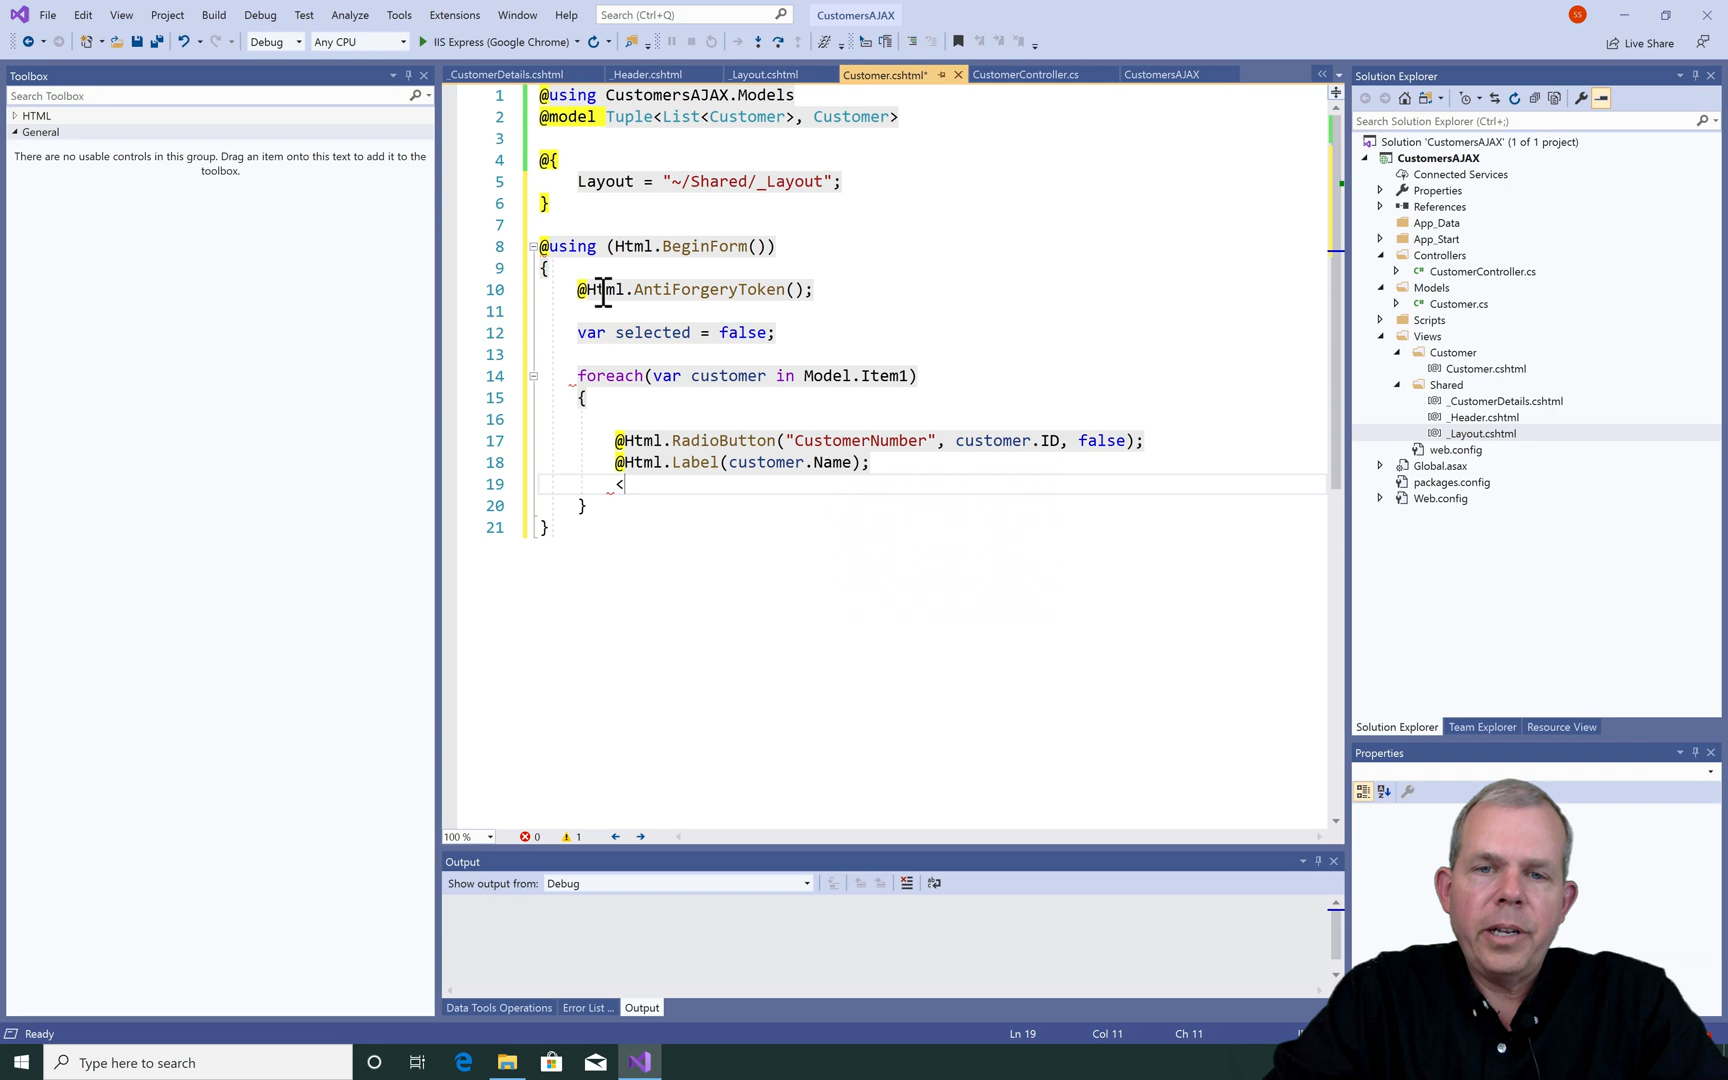 File Edit View Project Build Debug Test Analyze Tools Extensions Window Help Search (Ctrl+Q) CustomersAJAX SS
Debug Any CPU IIS Express (Google Chrome) Live Share
Toolbox
Search Toolbox
HTML
General
There are no usable controls in this group. Drag an item onto this text to add it to the
toolbox.
_CustomerDetails.cshtml _Header.cshtml _Layout.cshtml Customer.cshtml* CustomerController.cs CustomersAJAX
1 @using CustomersAJAX.Models
2 @model Tuple<List<Customer>, Customer>
3
4 @{
5 Layout = "~/Shared/_Layout";
6 }
7
8 @using (Html.BeginForm())
9 {
10 @Html.AntiForgeryToken();
11
12 var selected = false;
13
14 foreach(var customer in Model.Item1)
15 {
16
17 @Html.RadioButton("CustomerNumber", customer.ID, false);
18 @Html.Label(customer.Name);
19 <
20 }
21 }
100 % 0 1
Output
Show output from: Debug
Data Tools Operations Error List ... Output
Solution Explorer
Search Solution Explorer (Ctrl+;)
Solution 'CustomersAJAX' (1 of 1 project)
CustomersAJAX
Connected Services
Properties
References
App_Data
App_Start
Controllers
C# CustomerController.cs
Models
C# Customer.cs
Scripts
Views
Customer
Customer.cshtml
Shared
_CustomerDetails.cshtml
_Header.cshtml
_Layout.cshtml
web.config
Global.asax
packages.config
Web.config
Solution Explorer Team Explorer Resource View
Properties
Ready Ln 19 Col 11 Ch 11
Type here to search